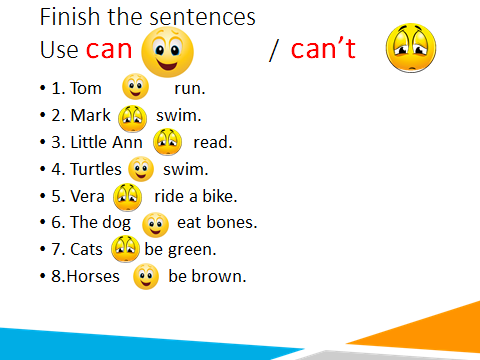 Finish the sentences
Use can / can't
• 1. Tom run.
• 2. Mark swim.
• 3. Little Ann read.
• 4. Turtles swim.
• 5. Vera ride a bike.
• 6. The dog eat bones.
• 7. Cats be green.
• 8.Horses be brown.